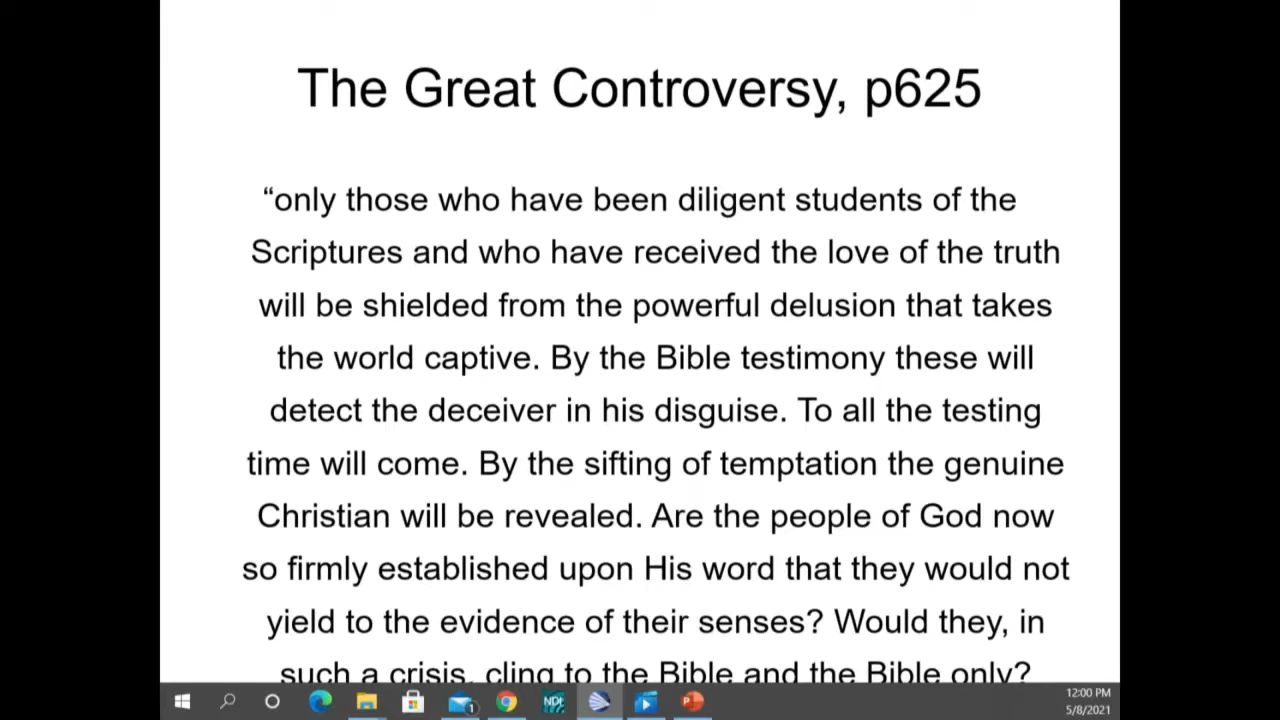 The Great Controversy, p625
“only those who have been diligent students of the
Scriptures and who have received the love of the truth
will be shielded from the powerful delusion that takes
the world captive. By the Bible testimony these will
detect the deceiver in his disguise. To all the testing
time will come. By the sifting of temptation the genuine
Christian will be revealed. Are the people of God now
so firmly established upon His word that they would not
yield to the evidence of their senses? Would they, in
such a crisis, cling to the Bible and the Bible only?
NDI
1
P
12:00 PM
5/8/2021